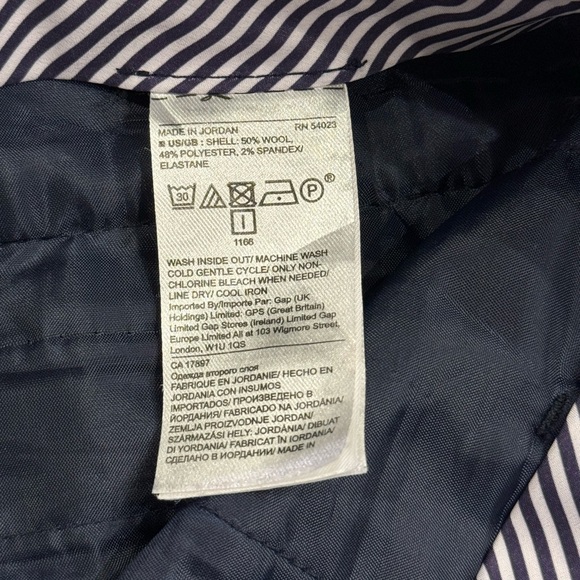 MADE IN JORDAN RN 54023
US/GB : SHELL: 50% WOOL,
48% POLYESTER, 2% SPANDEX/
ELASTANE
30 P ®
I
1166
WASH INSIDE OUT/ MACHINE WASH
COLD GENTLE CYCLE/ ONLY NON-
CHLORINE BLEACH WHEN NEEDED/
LINE DRY/ COOL IRON
Imported By/Importe Par: Gap (UK
Holdings) Limited: GPS (Great Britain)
Limited Gap Stores (Ireland) Limited Gap
Europe Limited All at 103 Wigmore Street,
London, W1U 1QS
CA 17897
Одежда второго слоя
FABRIQUE EN JORDANIE/ HECHO EN
JORDANIA CON INSUMOS
IMPORTADOS/ ПРОИЗВЕДЕНО В
ЙОРДАНИЯ/ FABRICADO NA JORDÂNIA/
ZEMLJA PROIZVODNJE JORDAN/
SZÁRMAZÁSI HELY: JORDÁNIA/ DIBUAT
DI YORDANIA/ FABRICAT ÎN IORDANIA/
СДЕЛАНО В ИОРДАНИИ/ MADE IN